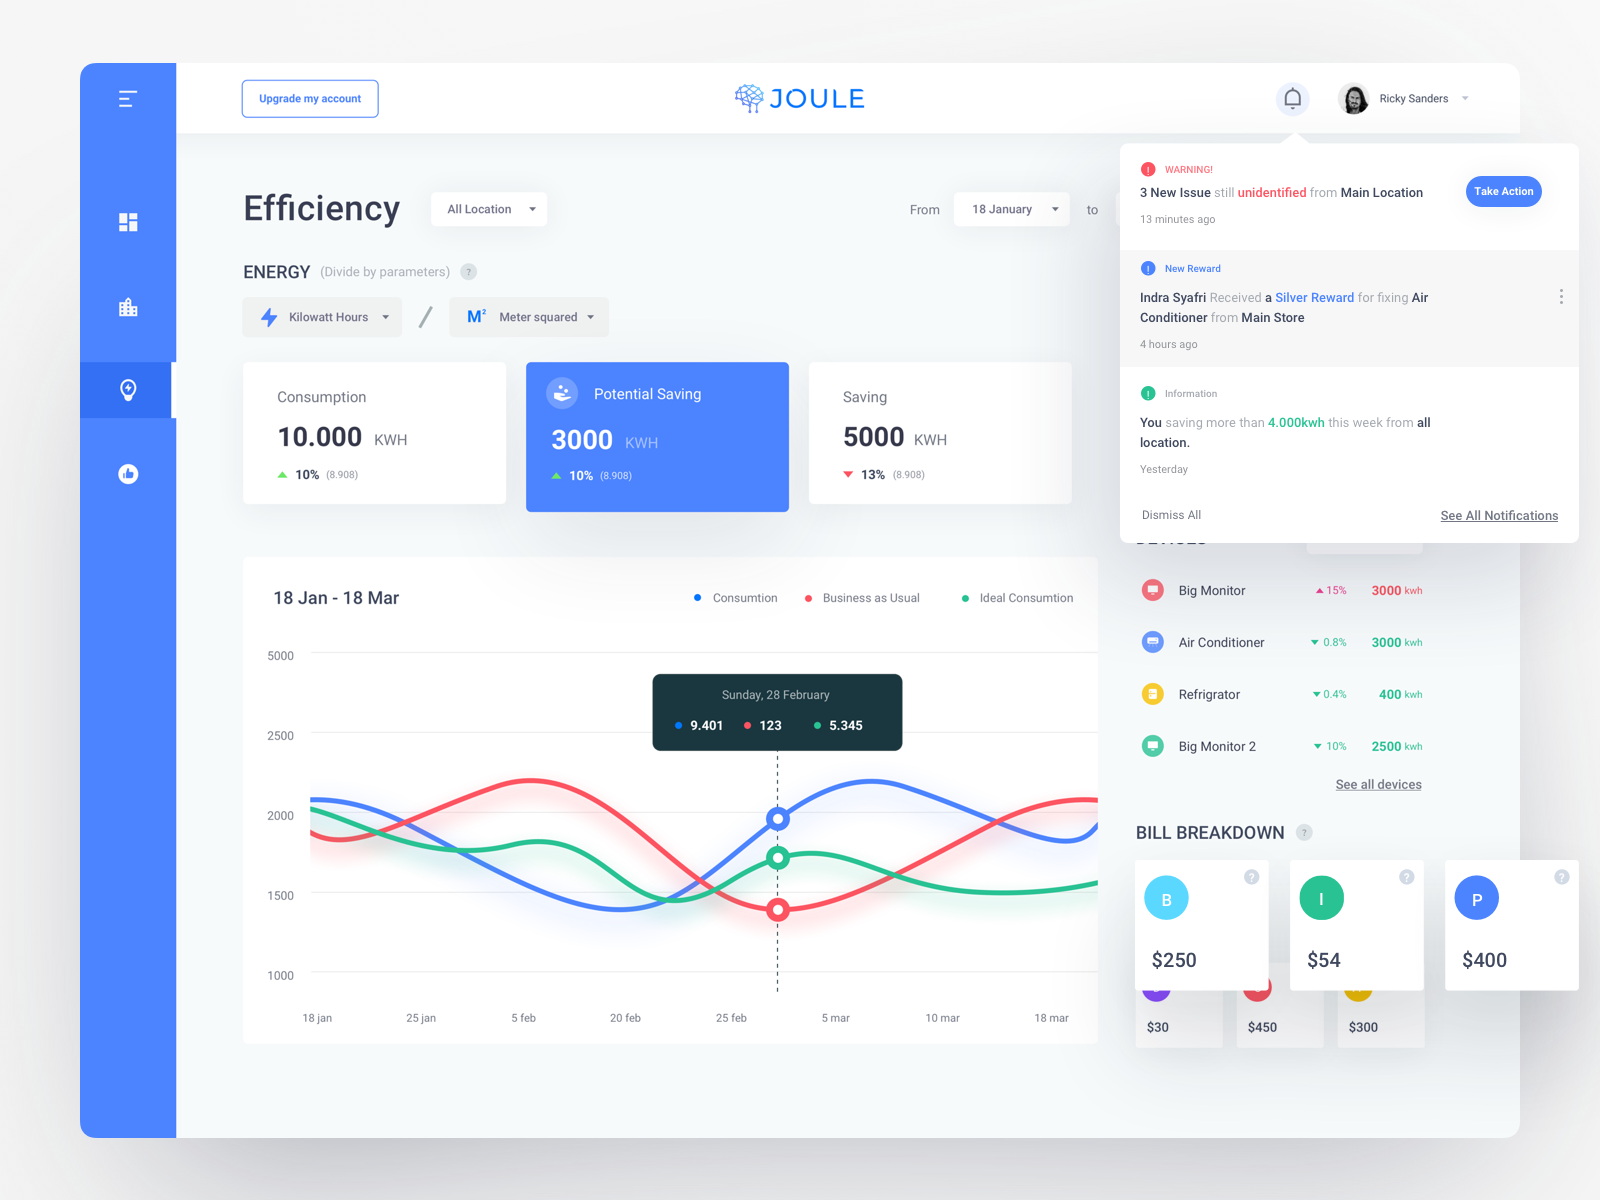 Upgrade my account
JOULE
Ricky Sanders
Efficiency
All Location
From
18 January
to
ENERGY (Divide by parameters) ?
Kilowatt Hours
/
M² Meter squared
Consumption
10.000 KWH
10% (8.908)
Potential Saving
3000 KWH
10% (8.908)
Saving
5000 KWH
13% (8.908)
! WARNING!
3 New Issue still unidentified from Main Location
13 minutes ago
Take Action
! New Reward
Indra Syafri Received a Silver Reward for fixing Air
Conditioner from Main Store
4 hours ago
! Information
You saving more than 4.000kwh this week from all
location.
Yesterday
Dismiss All
See All Notifications
18 Jan - 18 Mar
Consumtion
Business as Usual
Ideal Consumtion
5000
2500
2000
1500
1000
Sunday, 28 February
9.401 123 5.345
18 jan 25 jan 5 feb 20 feb 25 feb 5 mar 10 mar 18 mar
Big Monitor 15% 3000 kwh
Air Conditioner 0.8% 3000 kwh
Refrigrator 0.4% 400 kwh
Big Monitor 2 10% 2500 kwh
See all devices
BILL BREAKDOWN ?
? B
$250
? I
$54
? P
$400
$30
$450
$300